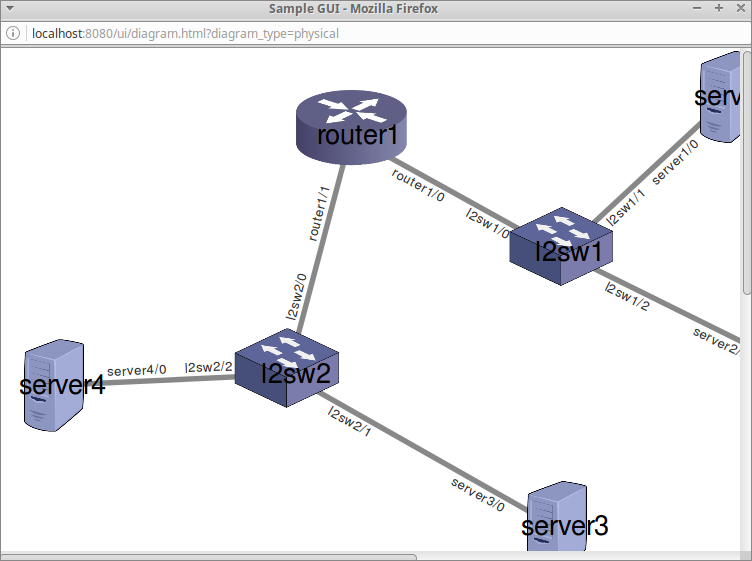 Sample GUI - Mozilla Firefox
localhost:8080/ui/diagram.html?diagram_type=physical
serv
router1
server1/0
l2sw1/1
router1/0
l2sw1/0
router1/1
l2sw1
l2sw2/0
l2sw1/2
server2/
server4/0
l2sw2/2
l2sw2
server4
l2sw2/1
server3/0
server3